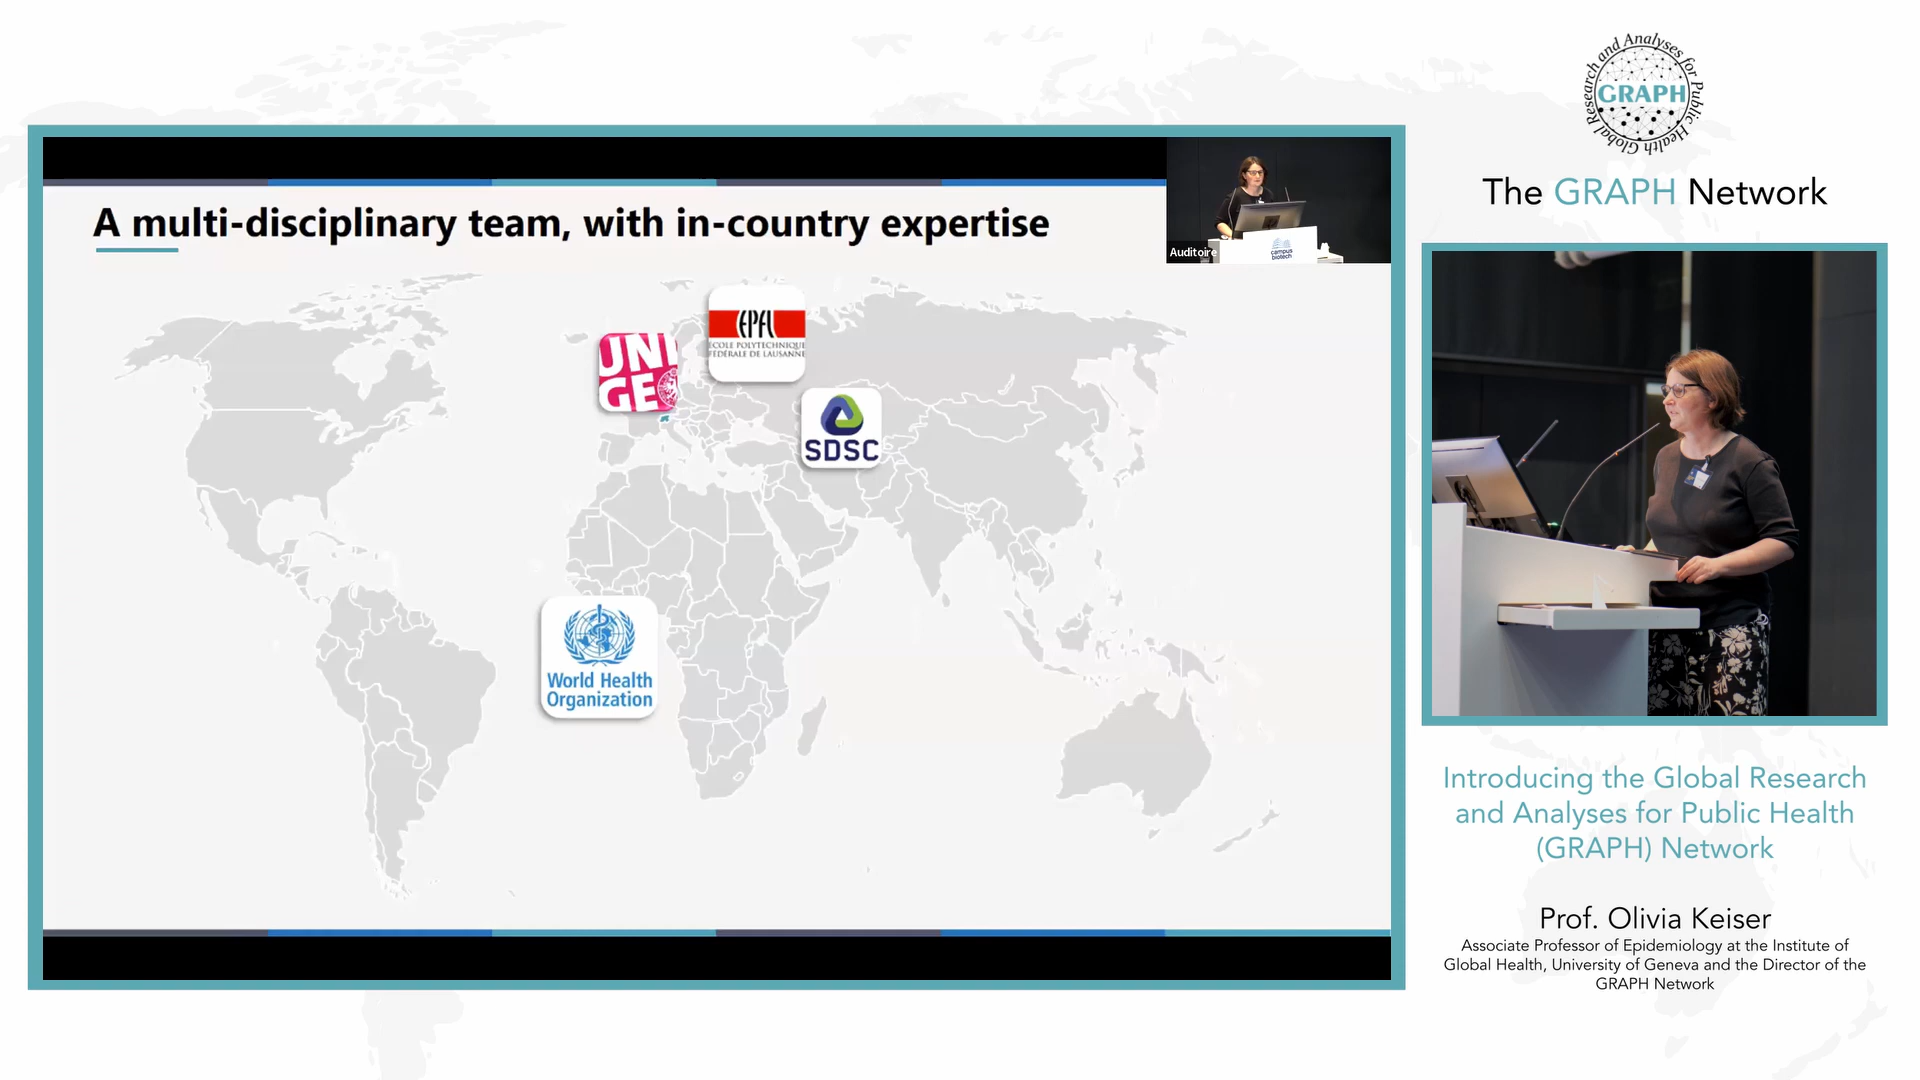 A multi-disciplinary team, with in-country expertise
Auditoire
campus
biotech
EPFL
ECOLE POLYTECHNIQUE
FÉDÉRALE DE LAUSANNE
UNI
GE
SDSC
World Health
Organization
Global Research and Analyses for Public Health
GRAPH
The GRAPH Network
Introducing the Global Research
and Analyses for Public Health
(GRAPH) Network
Prof. Olivia Keiser
Associate Professor of Epidemiology at the Institute of
Global Health, University of Geneva and the Director of the
GRAPH Network